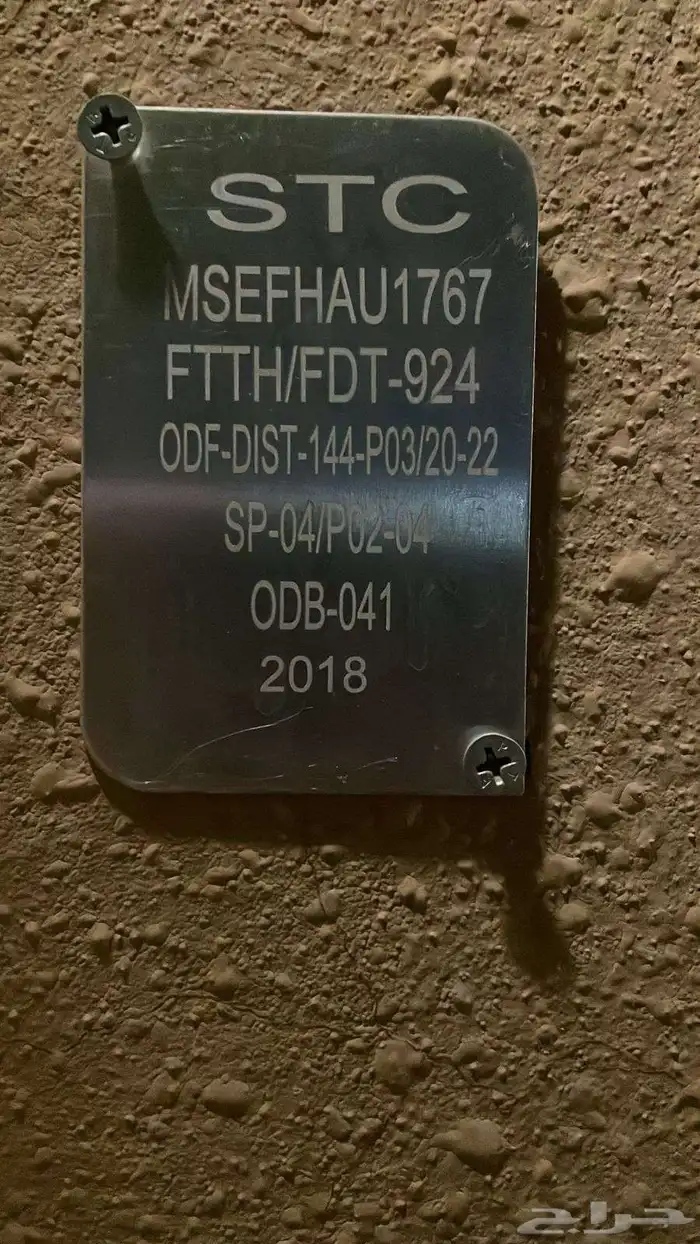 STC
MSEFHAU1767
FTTH/FDT-924
ODF-DIST-144-P03/20-22
SP-04/P02-04
ODB-041
2018
حراج